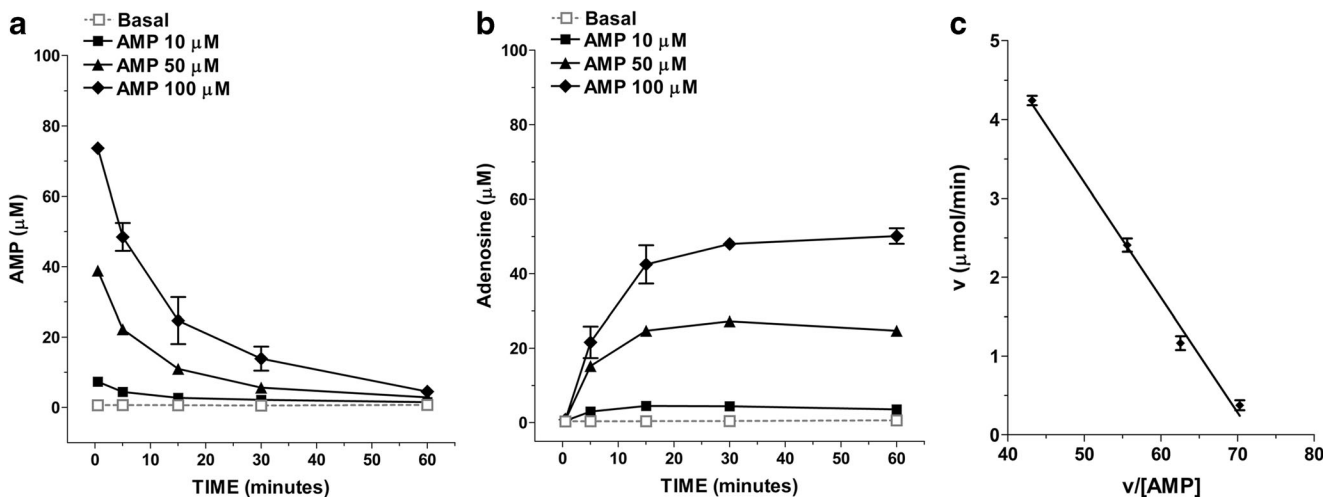 a
Basal
AMP 10 μM
AMP 50 μM
AMP 100 μM
100
80
60
40
20
0
AMP (μM)
0 10 20 30 40 50 60
TIME (minutes)
b
Basal
AMP 10 μM
AMP 50 μM
AMP 100 μM
100
80
60
40
20
0
Adenosine (μM)
0 10 20 30 40 50 60
TIME (minutes)
c
5
4
3
2
1
0
v (μmol/min)
40 50 60 70 80
v/[AMP]